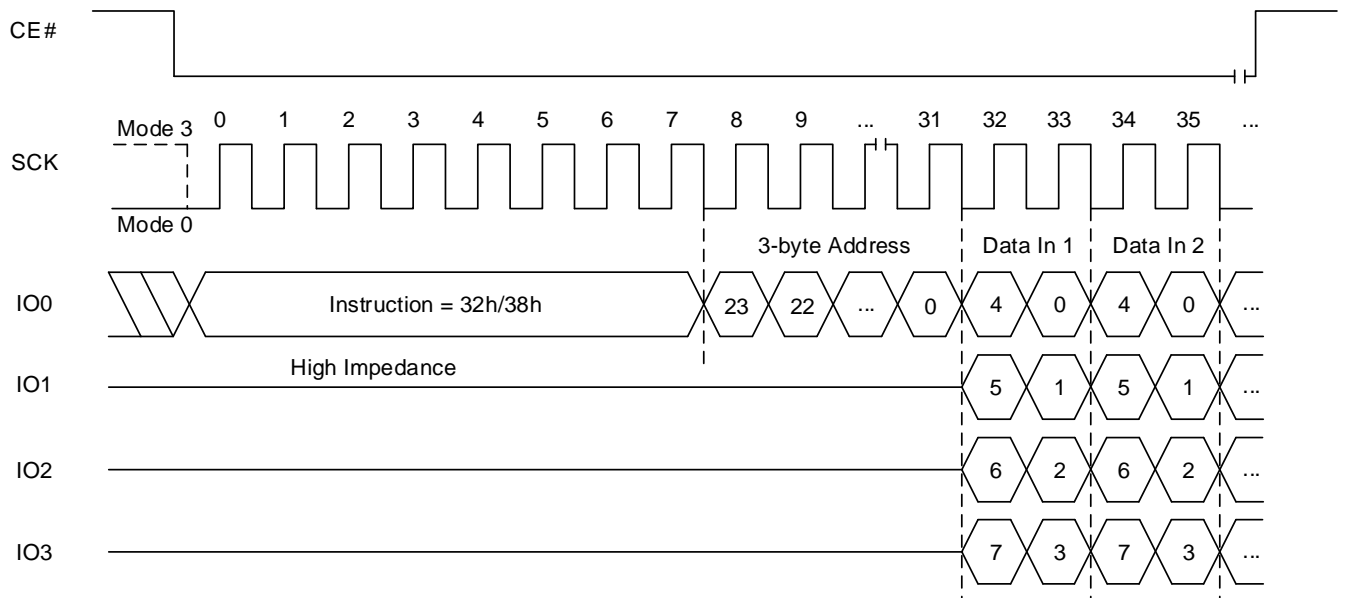 CE#
Mode 3 0 1 2 3 4 5 6 7 8 9 ... 31 32 33 34 35 ...
SCK
Mode 0
3-byte Address Data In 1 Data In 2
IO0 Instruction = 32h/38h 23 22 ... 0 4 0 4 0 ...
High Impedance
IO1 5 1 5 1 ...
IO2 6 2 6 2 ...
IO3 7 3 7 3 ...